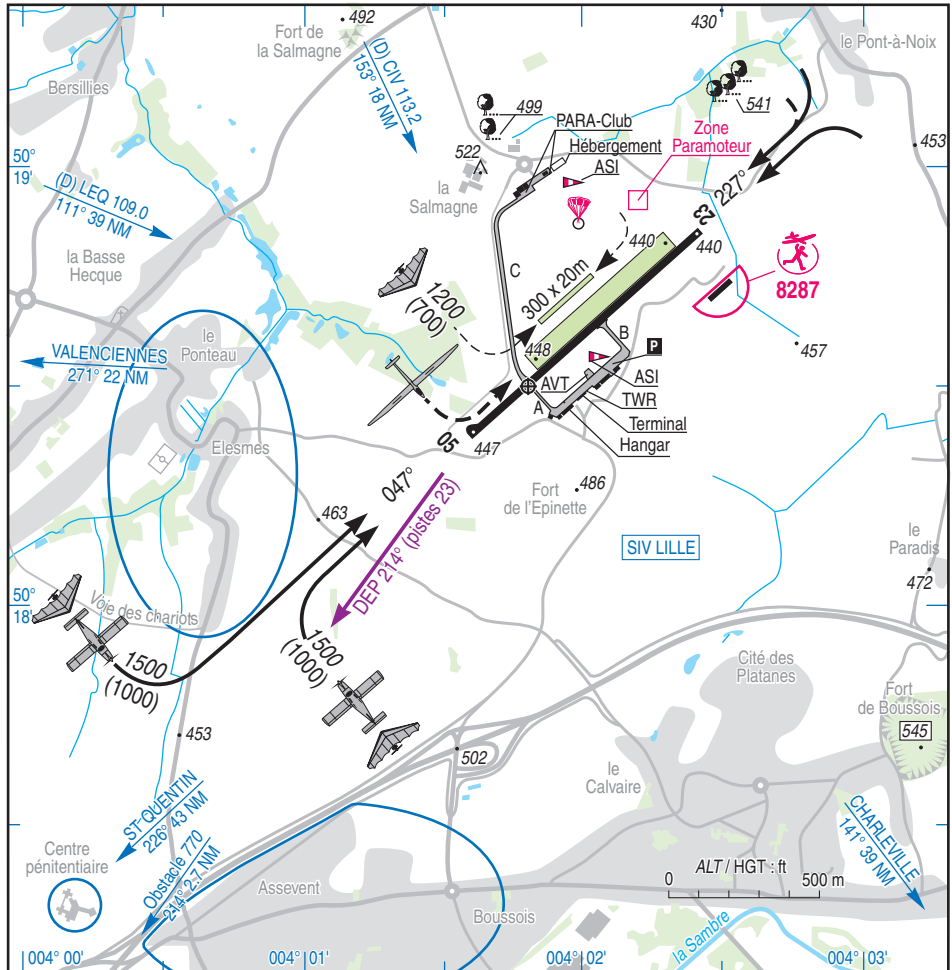 492
Fort de
la Salmagne
430
le Pont-à-Noix
Bersillies
(D) CIV 113.2
153° 18 NM
499
541
PARA-Club
Hébergement
Zone
Paramoteur
453
50°
19'
522
ASI
la
Salmagne
227°
23
(D) LEQ 109.0
111° 39 NM
440
440
la Basse
Hecque
C
300 x 20m
8287
1200
(700)
le
Ponteau
448
B
P
457
VALENCIENNES
271° 22 NM
AVT
ASI
A
TWR
Terminal
Hangar
05
447
Elesmes
047°
486
Fort
de l'Epinette
463
DEP 214° (pistes 23)
SIV LILLE
le
Paradis
472
50°
18'
Voie des chariots
1500
(1000)
1500
(1000)
Cité des
Platanes
Fort
de Boussois
545
453
502
le
Calvaire
ST-QUENTIN
226° 43 NM
CHARLEVILLE
141° 39 NM
Centre
pénitentiaire
Obstacle 770
214° 2.7 NM
Assevent
ALT / HGT : ft
0 500 m
Boussois
la Sambre
004° 00' 004° 01' 004° 02' 004° 03'